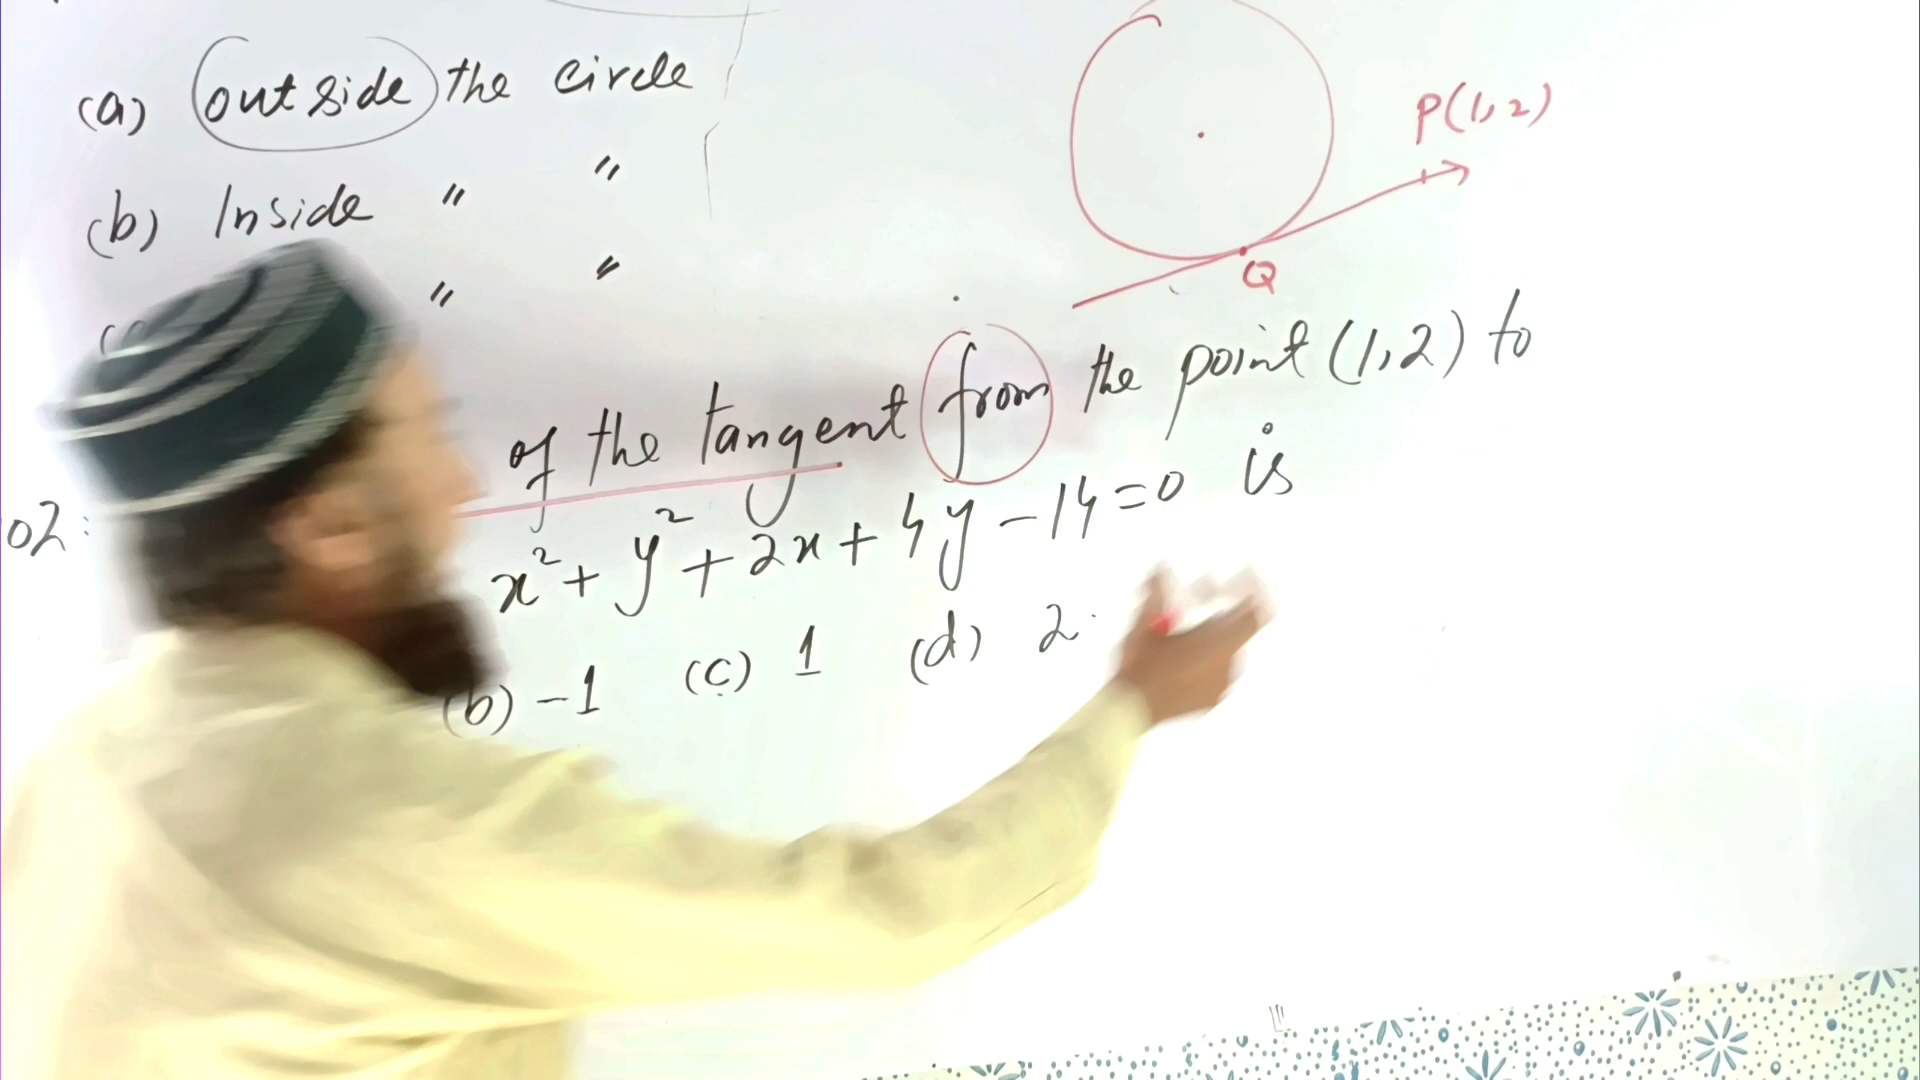 (a) outside the circle
(b) Inside " "
" "
P(1, 2)
Q
02: of the tangent from the point (1, 2) to
x² + y² + 2x + 4y - 14 = 0 is
(b) -1 (c) 1 (d) 2